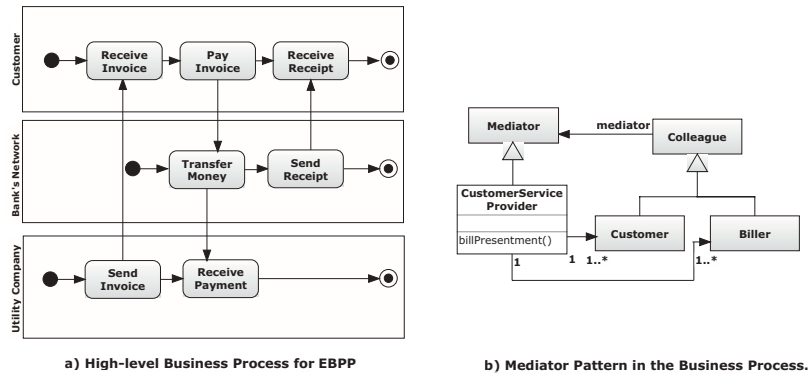 Customer
Receive
Invoice
Pay
Invoice
Receive
Receipt
Bank's Network
Transfer
Money
Send
Receipt
Utility Company
Send
Invoice
Receive
Payment
a) High-level Business Process for EBPP
Mediator
mediator
Colleague
CustomerService
Provider
billPresentment()
Customer
Biller
1
1..*
1..*
1
b) Mediator Pattern in the Business Process.